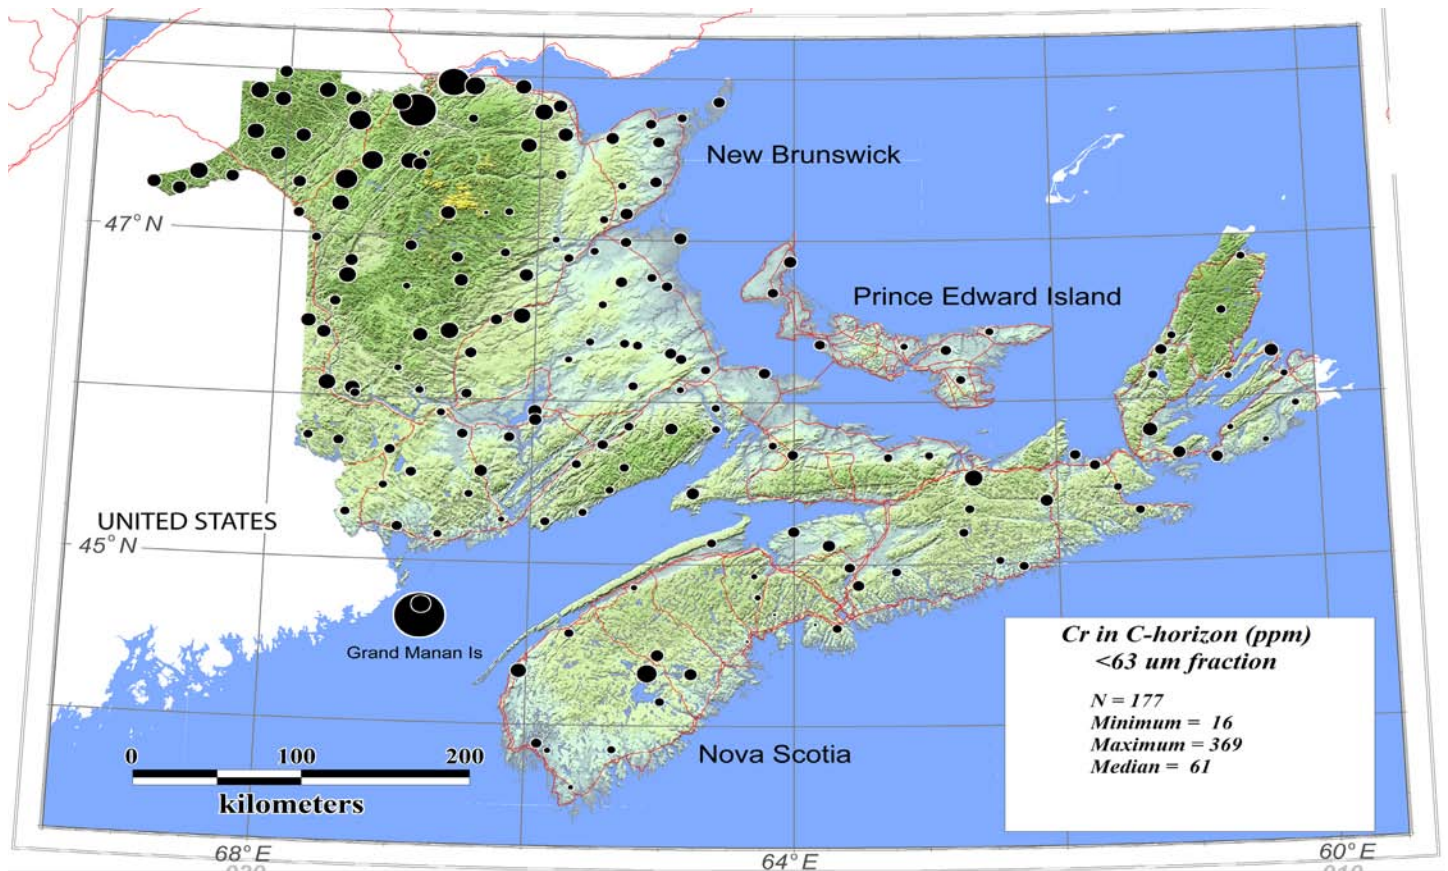 New Brunswick
47° N
Prince Edward Island
UNITED STATES
45° N
Grand Manan Is
Cr in C-horizon (ppm)
<63 um fraction
N = 177
Minimum = 16
Maximum = 369
Median = 61
Nova Scotia
0 100 200
kilometers
68° E 64° E 60° E